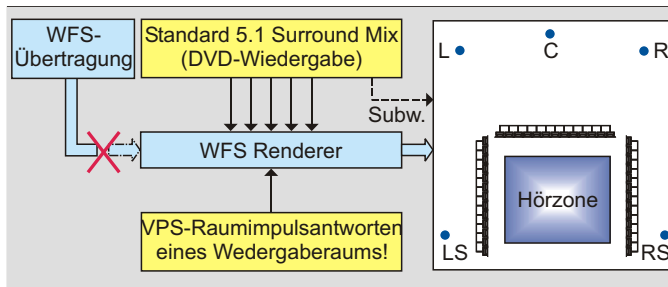 WFS-
Übertragung
Standard 5.1 Surround Mix
(DVD-Wiedergabe)
Subw.
WFS Renderer
VPS-Raumimpulsantworten
eines Wedergaberaums!
L
C
R
Hörzone
LS
RS